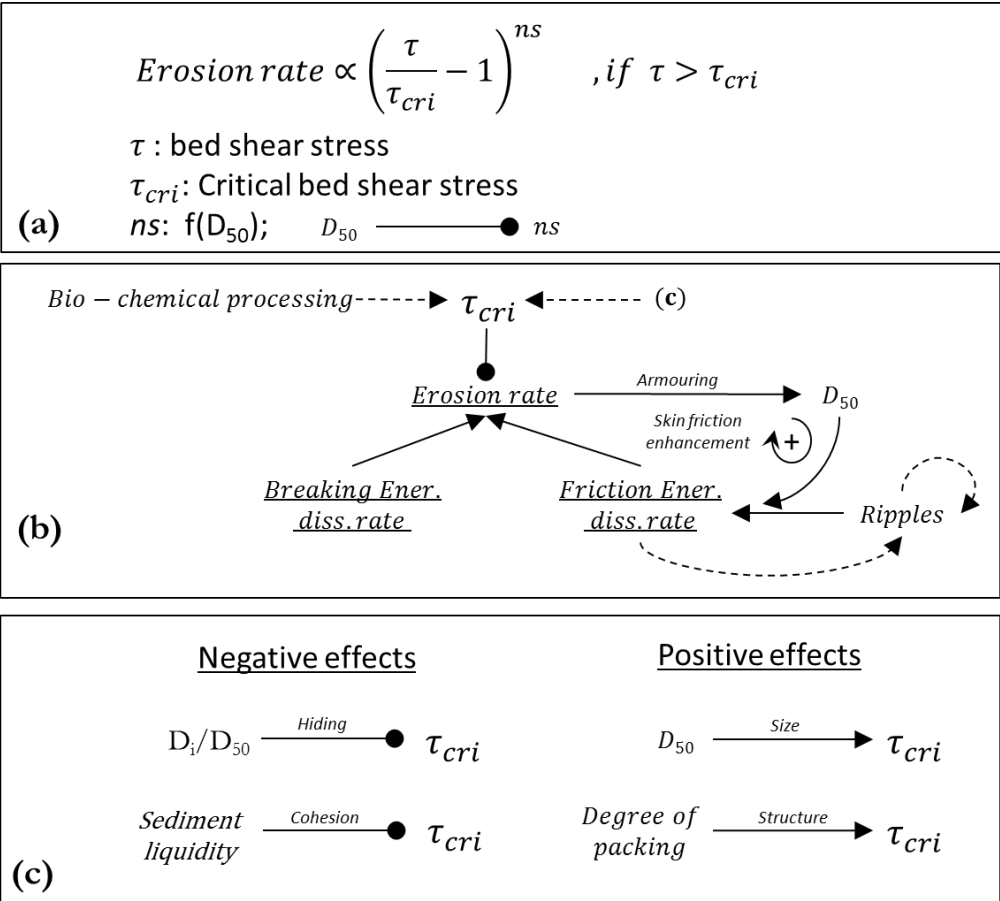 Erosion rate ∝ (τ/τcri − 1)^ns , if τ > τcri
τ : bed shear stress
τcri: Critical bed shear stress
(a) ns: f(D50); D50 ns
Bio − chemical processing τcri (c)
Erosion rate Armouring D50
Skin friction
enhancement +
Breaking Ener.
diss.rate
Friction Ener.
diss.rate
Ripples
(b)
Negative effects Positive effects
Di/D50 Hiding τcri
D50 Size τcri
Sediment
liquidity Cohesion τcri
Degree of
packing Structure τcri
(c)